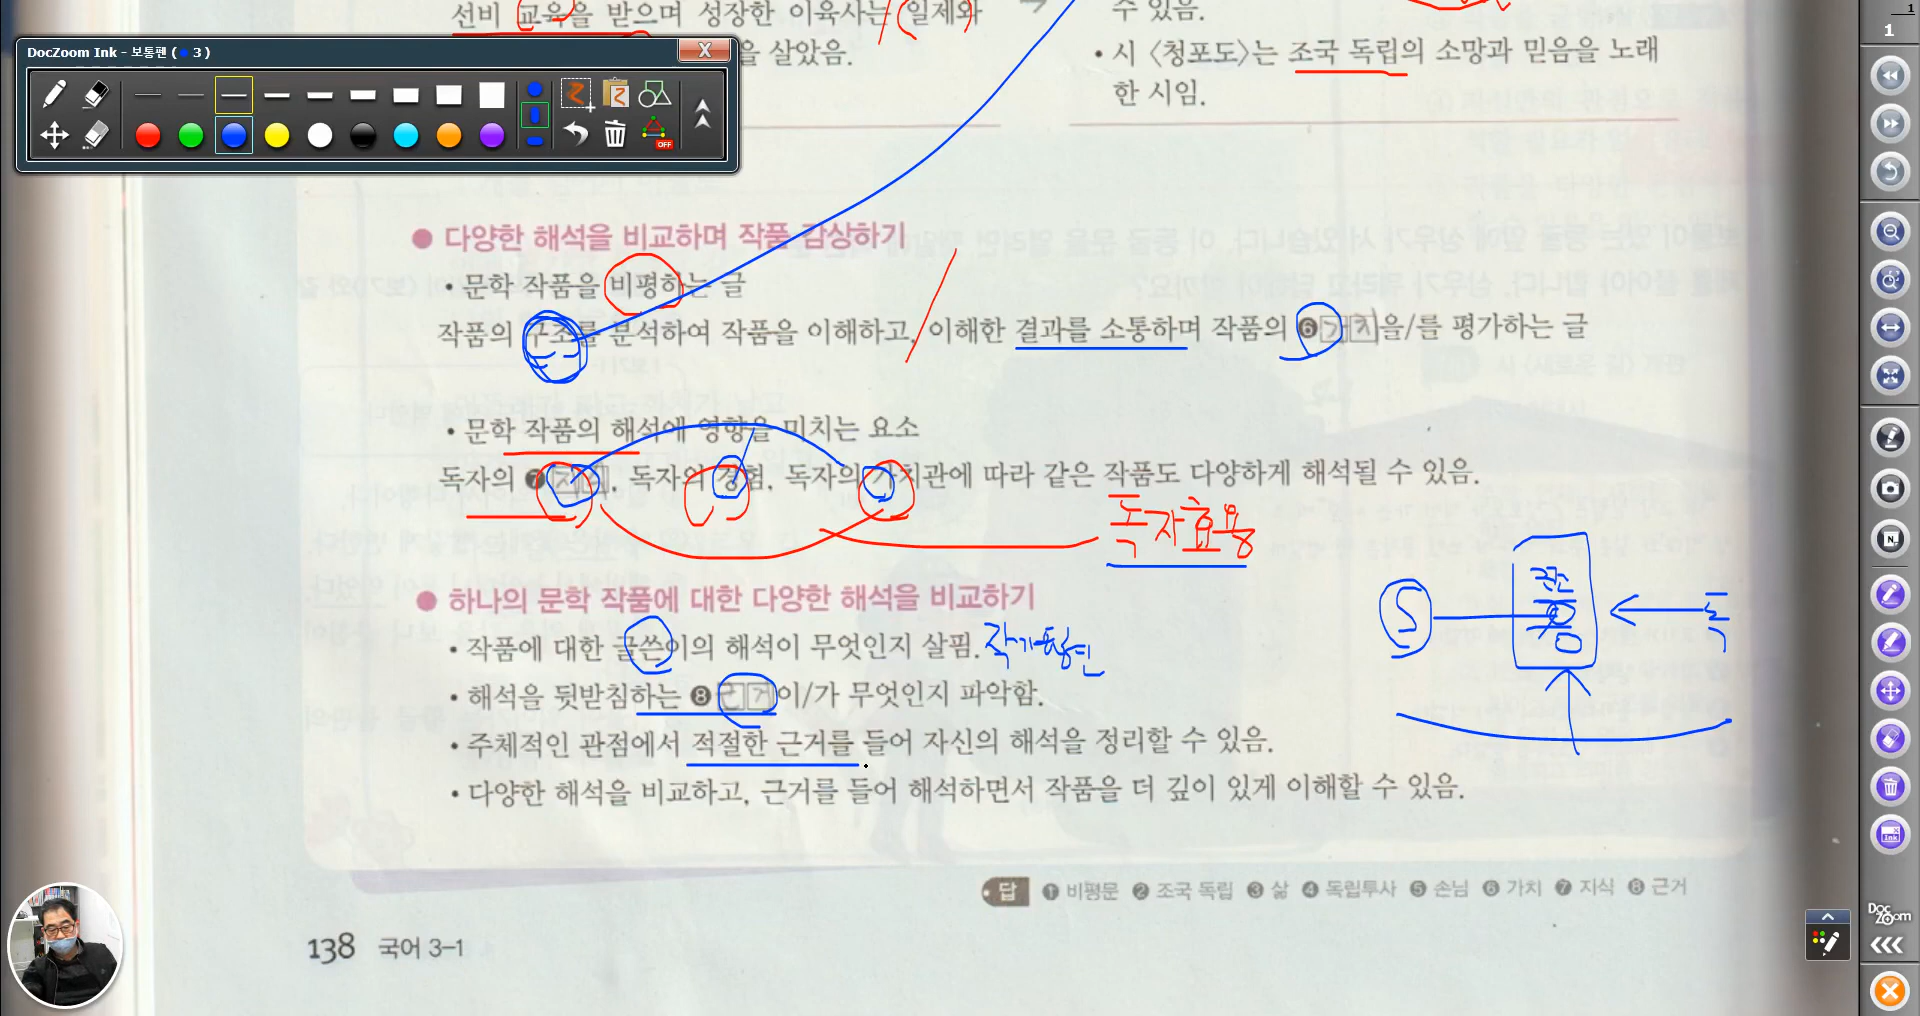 1
선비 교육을 받으며 성장한 이육사는 일제와
을 살았음.
수 있음.
• 시 〈청포도〉는 조국 독립의 소망과 믿음을 노래
한 시임.
DocZoom Ink - 보통펜 ( 3 )
X
OFF
1
● 다양한 해석을 비교하며 작품 감상하기
• 문학 작품을 비평하는 글
작품의 구조를 분석하여 작품을 이해하고, 이해한 결과를 소통하며 작품의 ❻ㄱㅊ을/를 평가하는 글
• 문학 작품의 해석에 영향을 미치는 요소
독자의 ❼ㅈㅅ, 독자의 경험, 독자의 가치관에 따라 같은 작품도 다양하게 해석될 수 있음.
독자효용
● 하나의 문학 작품에 대한 다양한 해석을 비교하기
• 작품에 대한 글쓴이의 해석이 무엇인지 살핌.
• 해석을 뒷받침하는 ❽ㄱㄱ이/가 무엇인지 파악함.
• 주체적인 관점에서 적절한 근거를 들어 자신의 해석을 정리할 수 있음.
• 다양한 해석을 비교하고, 근거를 들어 해석하면서 작품을 더 깊이 있게 이해할 수 있음.
독
답 ❶ 비평문 ❷ 조국 독립 ❸ 삶 ❹ 독립투사 ❺ 손님 ❻ 가치 ❼ 지식 ❽ 근거
138 국어 3-1
Doc Zoom